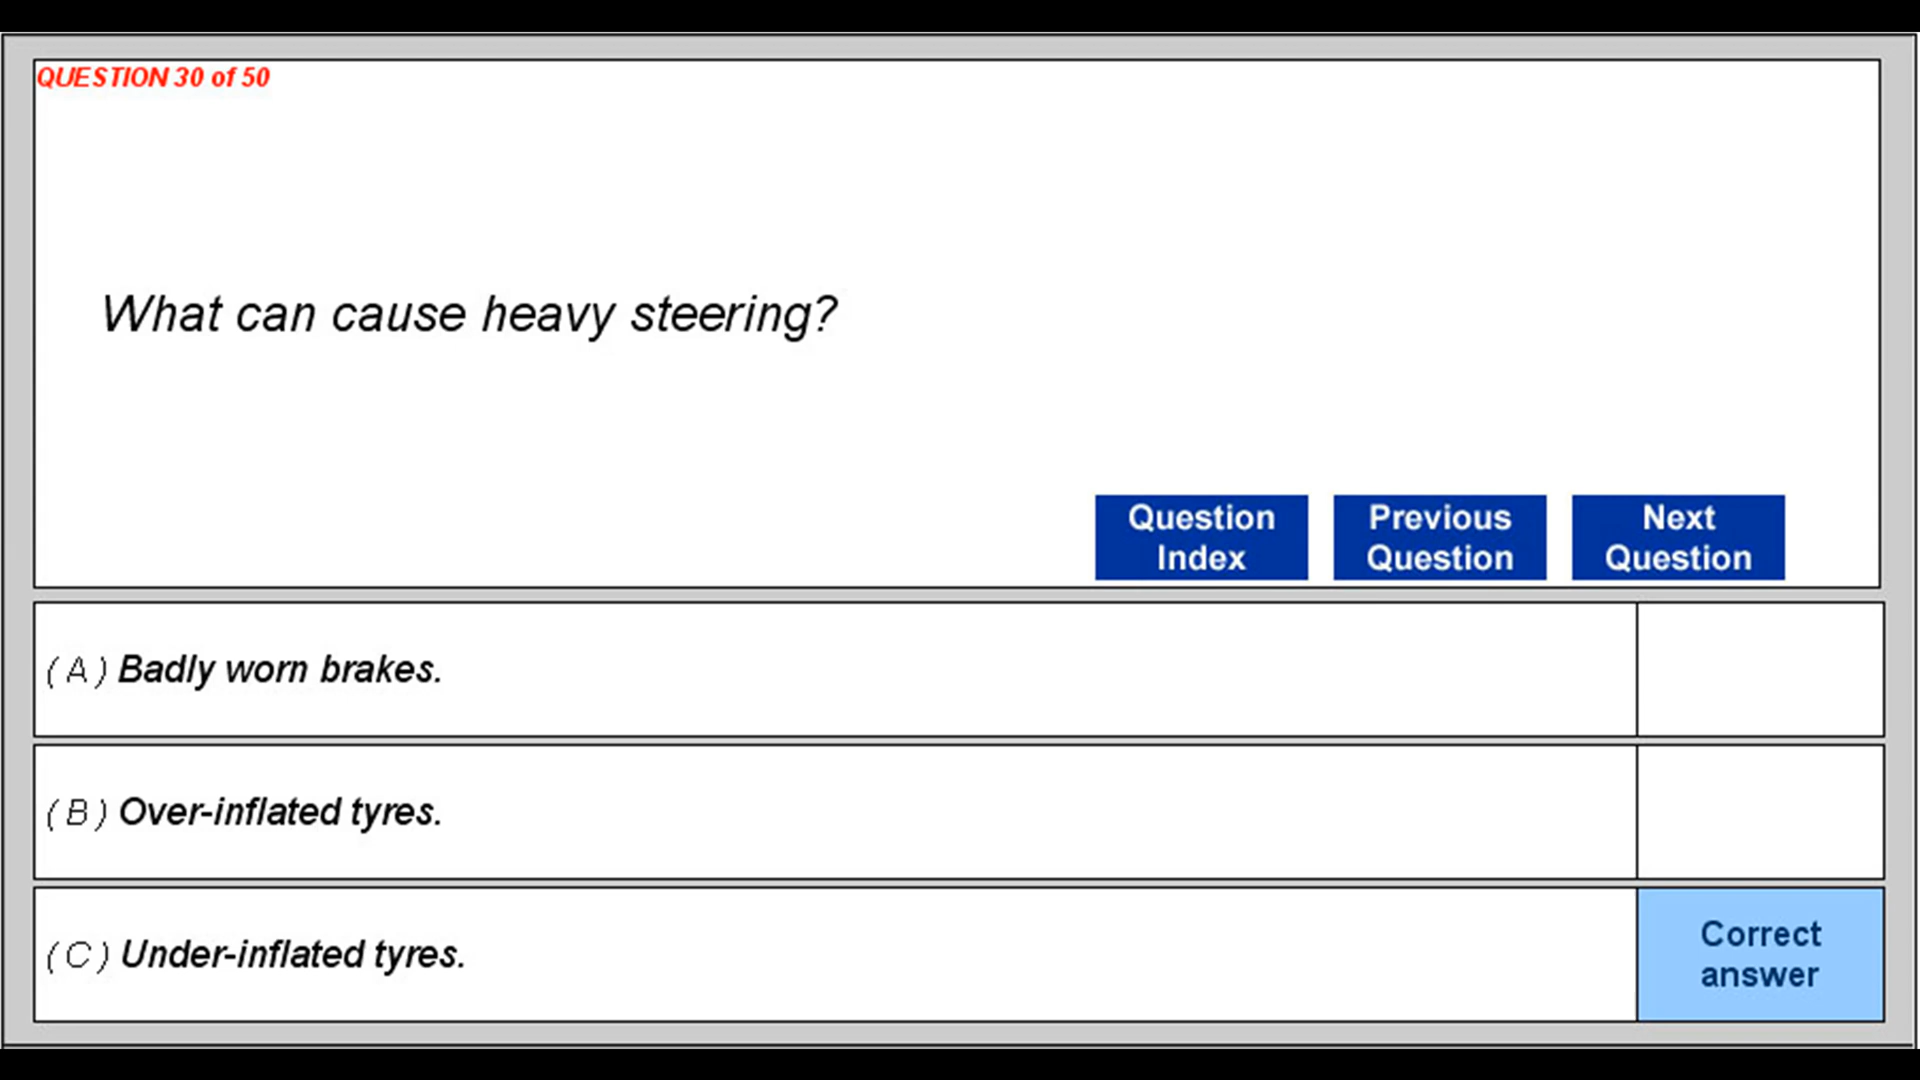 QUESTION 30 of 50
What can cause heavy steering?
Question Index
Previous Question
Next Question
(A) Badly worn brakes.
(B) Over-inflated tyres.
(C) Under-inflated tyres.
Correct answer